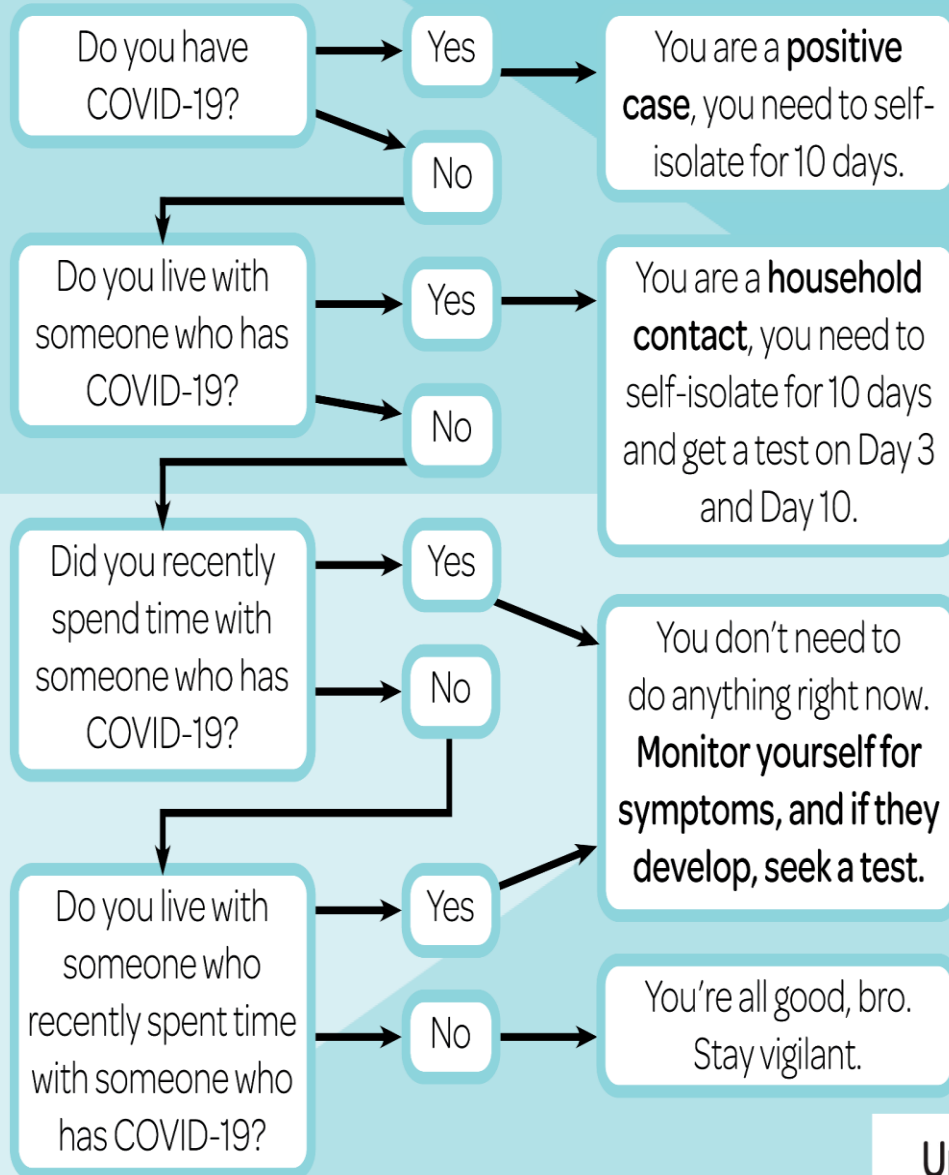 Do you have
COVID-19?
Yes
No
You are a positive
case, you need to self-
isolate for 10 days.
Do you live with
someone who has
COVID-19?
Yes
No
You are a household
contact, you need to
self-isolate for 10 days
and get a test on Day 3
and Day 10.
Did you recently
spend time with
someone who has
COVID-19?
Yes
No
You don't need to
do anything right now.
Monitor yourself for
symptoms, and if they
develop, seek a test.
Do you live with
someone who
recently spent time
with someone who
has COVID-19?
Yes
No
You're all good, bro.
Stay vigilant.